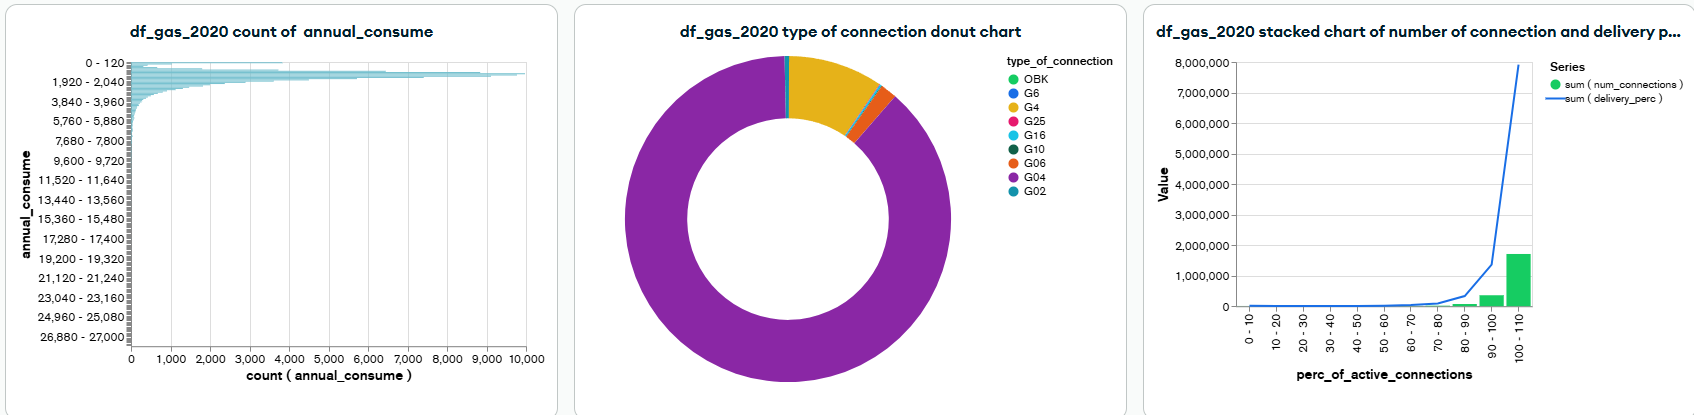 df_gas_2020 count of annual_consume
annual_consume
0 - 120
1,920 - 2,040
3,840 - 3,960
5,760 - 5,880
7,680 - 7,800
9,600 - 9,720
11,520 - 11,640
13,440 - 13,560
15,360 - 15,480
17,280 - 17,400
19,200 - 19,320
21,120 - 21,240
23,040 - 23,160
24,960 - 25,080
26,880 - 27,000
0 1,000 2,000 3,000 4,000 5,000 6,000 7,000 8,000 9,000 10,000
count ( annual_consume )
df_gas_2020 type of connection donut chart
type_of_connection
OBK
G6
G4
G25
G16
G10
G06
G04
G02
df_gas_2020 stacked chart of number of connection and delivery p...
Value
8,000,000
7,000,000
6,000,000
5,000,000
4,000,000
3,000,000
2,000,000
1,000,000
0
0 - 10
10 - 20
20 - 30
30 - 40
40 - 50
50 - 60
60 - 70
70 - 80
80 - 90
90 - 100
100 - 110
perc_of_active_connections
Series
sum ( num_connections )
sum ( delivery_perc )